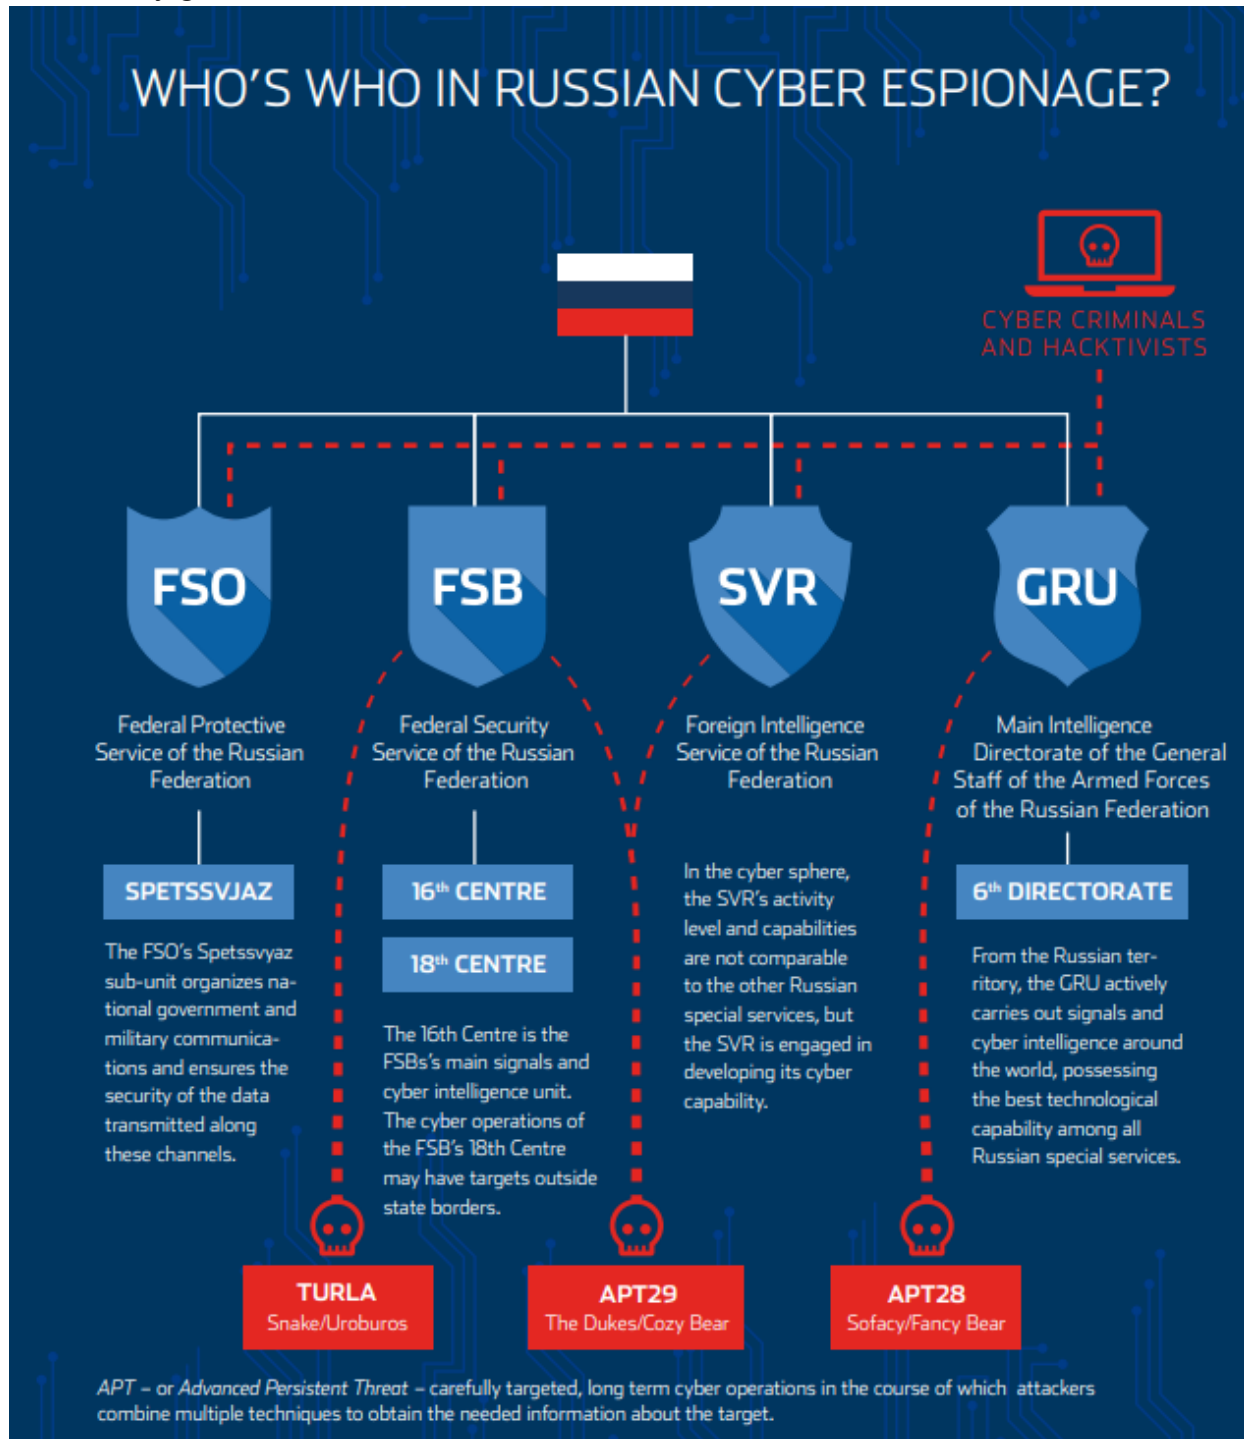 WHO'S WHO IN RUSSIAN CYBER ESPIONAGE?
CYBER CRIMINALS
AND HACKTIVISTS
FSO
FSB
SVR
GRU
Federal Protective
Service of the Russian
Federation
Federal Security
Service of the Russian
Federation
Foreign Intelligence
Service of the Russian
Federation
Main Intelligence
Directorate of the General
Staff of the Armed Forces
of the Russian Federation
SPETSSVJAZ
The FSO's Spetssvyaz
sub-unit organizes na-
tional government and
military communica-
tions and ensures the
security of the data
transmitted along
these channels.
16th CENTRE
18th CENTRE
The 16th Centre is the
FSBs's main signals and
cyber intelligence unit.
The cyber operations of
the FSB's 18th Centre
may have targets outside
state borders.
In the cyber sphere,
the SVR's activity
level and capabilities
are not comparable
to the other Russian
special services, but
the SVR is engaged in
developing its cyber
capability.
6th DIRECTORATE
From the Russian ter-
ritory, the GRU actively
carries out signals and
cyber intelligence around
the world, possessing
the best technological
capability among all
Russian special services.
TURLA
Snake/Uroburos
APT29
The Dukes/Cozy Bear
APT28
Sofacy/Fancy Bear
APT – or Advanced Persistent Threat – carefully targeted, long term cyber operations in the course of which attackers
combine multiple techniques to obtain the needed information about the target.